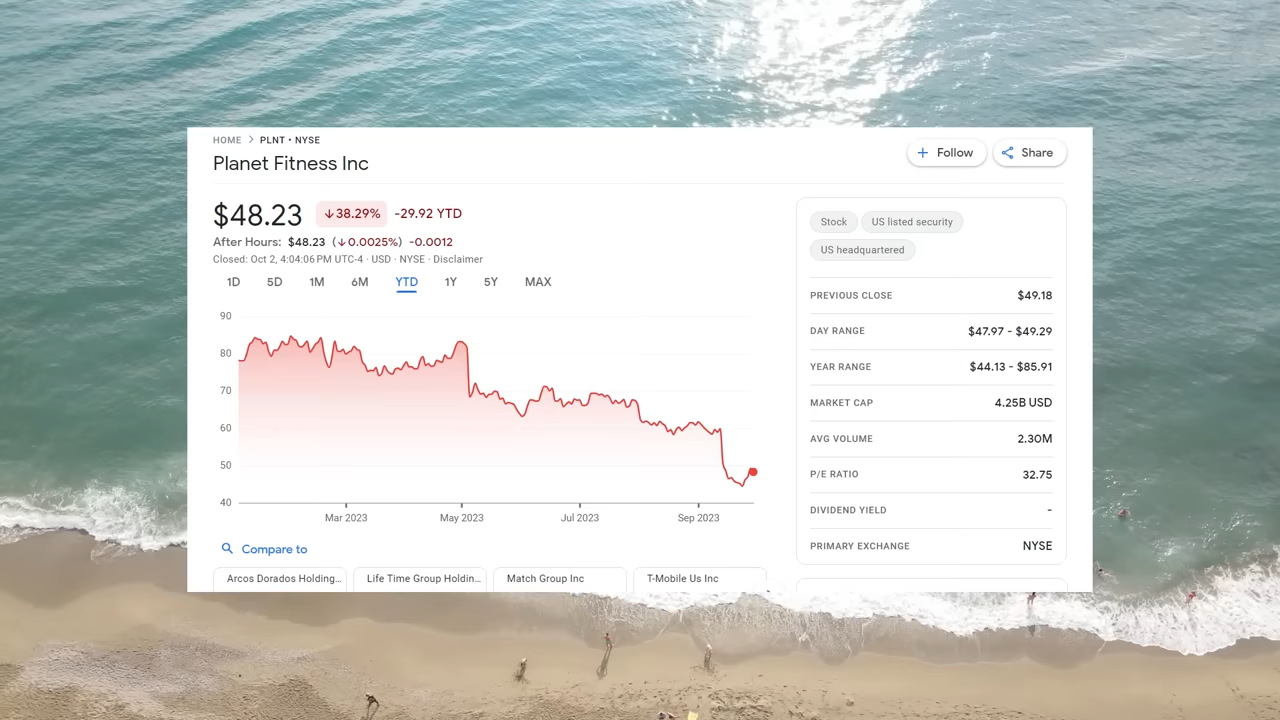 HOME > PLNT • NYSE
Planet Fitness Inc
Follow
Share
$48.23 ↓38.29% -29.92 YTD
After Hours: $48.23 (↓0.0025%) -0.0012
Closed: Oct 2, 4:04:06 PM UTC-4 · USD · NYSE · Disclaimer
1D 5D 1M 6M YTD 1Y 5Y MAX
90
80
70
60
50
40
Mar 2023 May 2023 Jul 2023 Sep 2023
Compare to
Arcos Dorados Holding...
Life Time Group Holdin...
Match Group Inc
T-Mobile Us Inc
Stock
US listed security
US headquartered
PREVIOUS CLOSE $49.18
DAY RANGE $47.97 - $49.29
YEAR RANGE $44.13 - $85.91
MARKET CAP 4.25B USD
AVG VOLUME 2.30M
P/E RATIO 32.75
DIVIDEND YIELD -
PRIMARY EXCHANGE NYSE